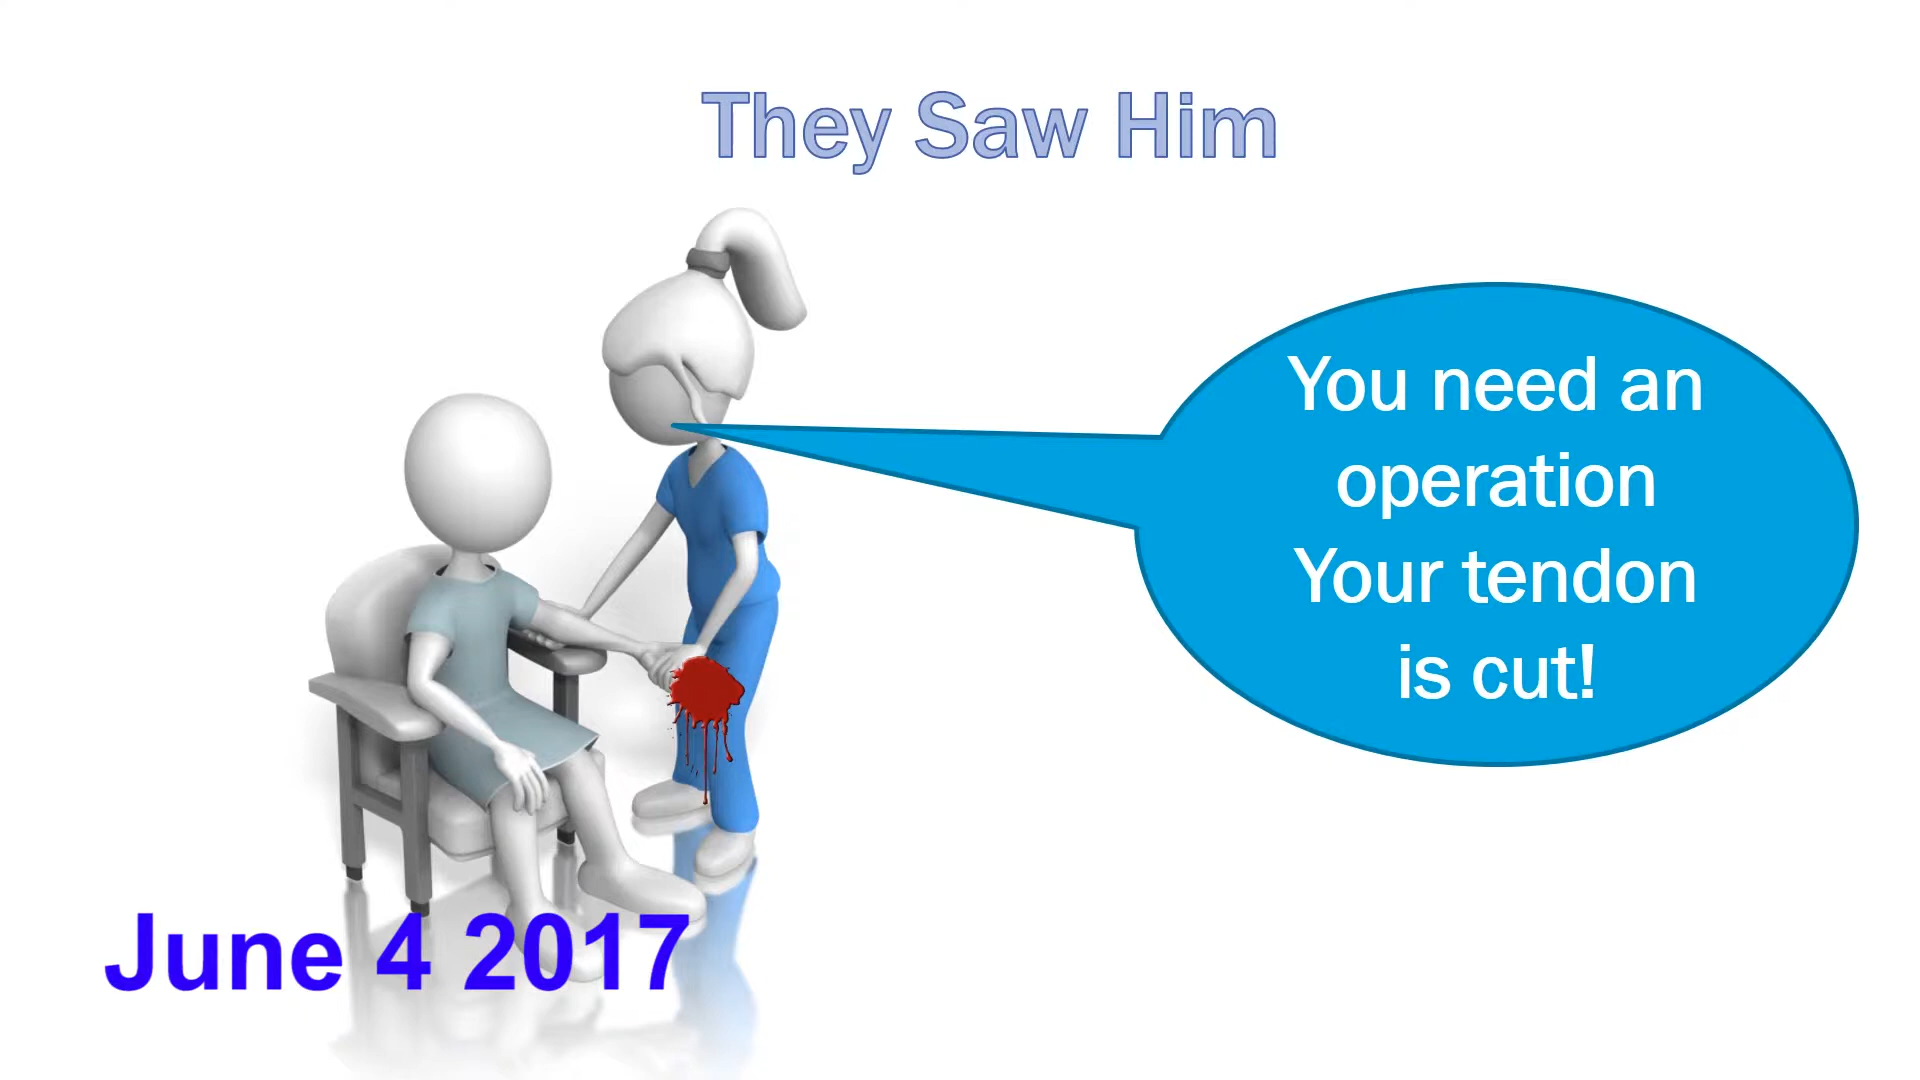 They Saw Him
You need an
operation
Your tendon
is cut!
June 4 2017